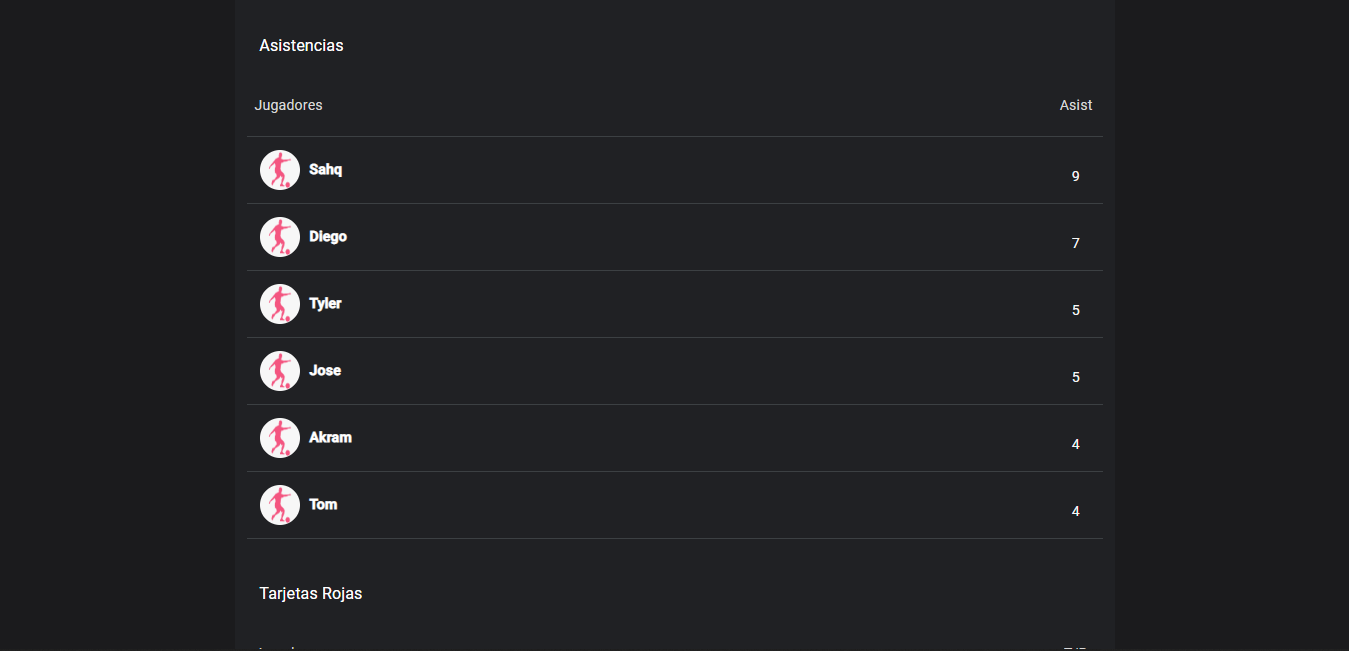 Asistencias
Jugadores Asist
Sahq 9
Diego 7
Tyler 5
Jose 5
Akram 4
Tom 4
Tarjetas Rojas